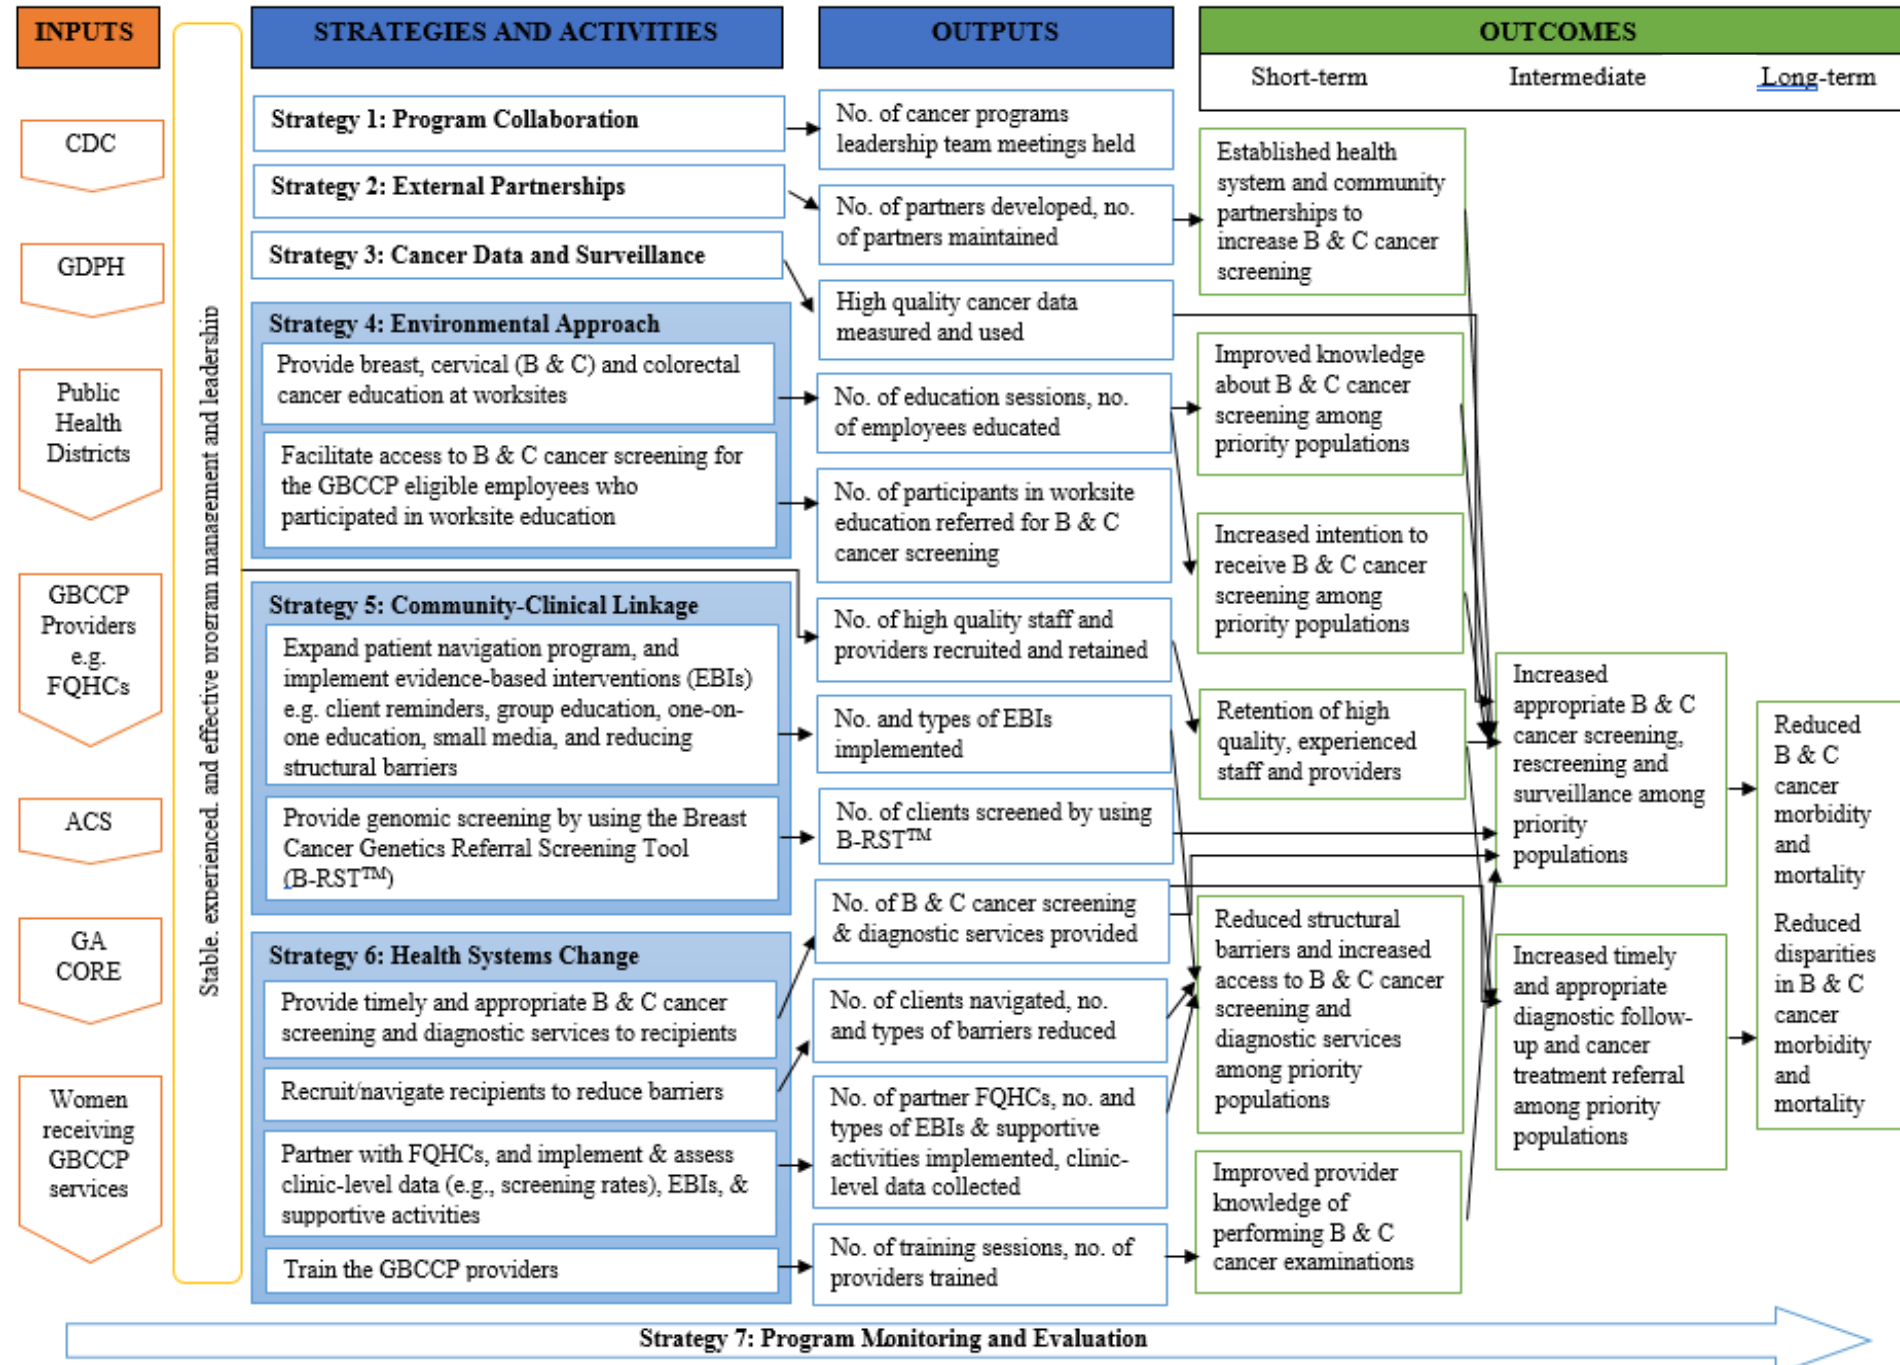 INPUTS
STRATEGIES AND ACTIVITIES
OUTPUTS
OUTCOMES
Short-term
Intermediate
Long-term
CDC
GDPH
Public
Health
Districts
GBCCP
Providers
e.g.
FQHCs
ACS
GA
CORE
Women
receiving
GBCCP
services
Stable, experienced, and effective program management and leadership
Strategy 1: Program Collaboration
Strategy 2: External Partnerships
Strategy 3: Cancer Data and Surveillance
Strategy 4: Environmental Approach
Provide breast, cervical (B & C) and colorectal
cancer education at worksites
Facilitate access to B & C cancer screening for
the GBCCP eligible employees who
participated in worksite education
Strategy 5: Community-Clinical Linkage
Expand patient navigation program, and
implement evidence-based interventions (EBIs)
e.g. client reminders, group education, one-on-
one education, small media, and reducing
structural barriers
Provide genomic screening by using the Breast
Cancer Genetics Referral Screening Tool
(B-RST™)
Strategy 6: Health Systems Change
Provide timely and appropriate B & C cancer
screening and diagnostic services to recipients
Recruit/navigate recipients to reduce barriers
Partner with FQHCs, and implement & assess
clinic-level data (e.g., screening rates), EBIs, &
supportive activities
Train the GBCCP providers
No. of cancer programs
leadership team meetings held
No. of partners developed, no.
of partners maintained
High quality cancer data
measured and used
No. of education sessions, no.
of employees educated
No. of participants in worksite
education referred for B & C
cancer screening
No. of high quality staff and
providers recruited and retained
No. and types of EBIs
implemented
No. of clients screened by using
B-RST™
No. of B & C cancer screening
& diagnostic services provided
No. of clients navigated, no.
and types of barriers reduced
No. of partner FQHCs, no. and
types of EBIs & supportive
activities implemented, clinic-
level data collected
No. of training sessions, no. of
providers trained
Established health
system and community
partnerships to
increase B & C cancer
screening
Improved knowledge
about B & C cancer
screening among
priority populations
Increased intention to
receive B & C cancer
screening among
priority populations
Retention of high
quality, experienced
staff and providers
Reduced structural
barriers and increased
access to B & C cancer
screening and
diagnostic services
among priority
populations
Improved provider
knowledge of
performing B & C
cancer examinations
Increased
appropriate B & C
cancer screening,
rescreening and
surveillance among
priority
populations
Increased timely
and appropriate
diagnostic follow-
up and cancer
treatment referral
among priority
populations
Reduced
B & C
cancer
morbidity
and
mortality
Reduced
disparities
in B & C
cancer
morbidity
and
mortality
Strategy 7: Program Monitoring and Evaluation